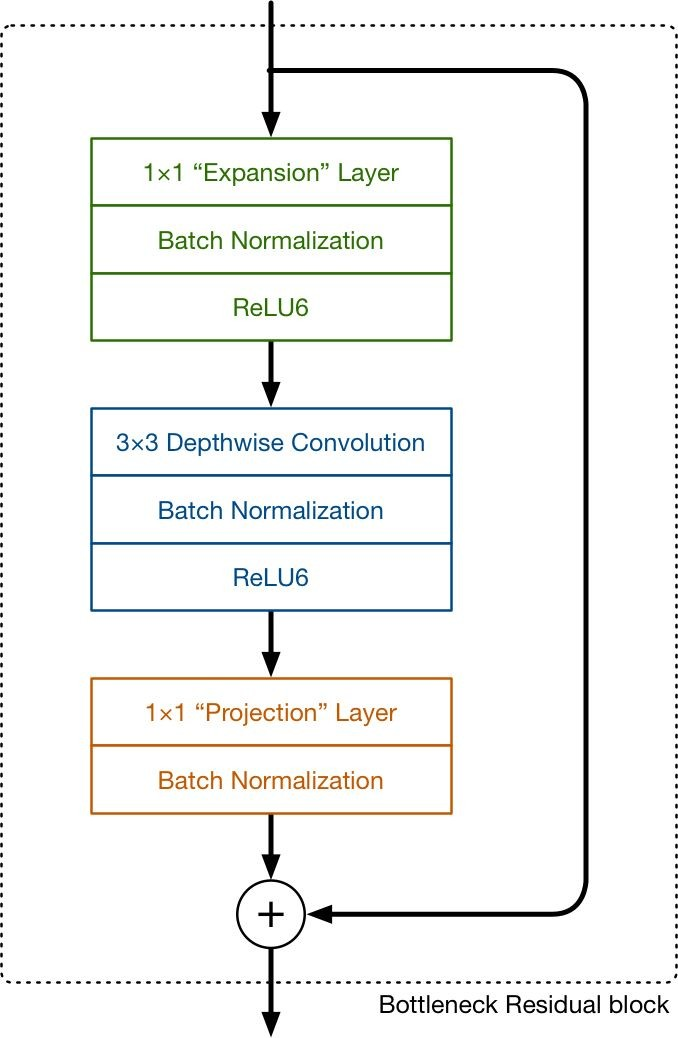 1×1 “Expansion” Layer
Batch Normalization
ReLU6
3×3 Depthwise Convolution
Batch Normalization
ReLU6
1×1 “Projection” Layer
Batch Normalization
+
Bottleneck Residual block